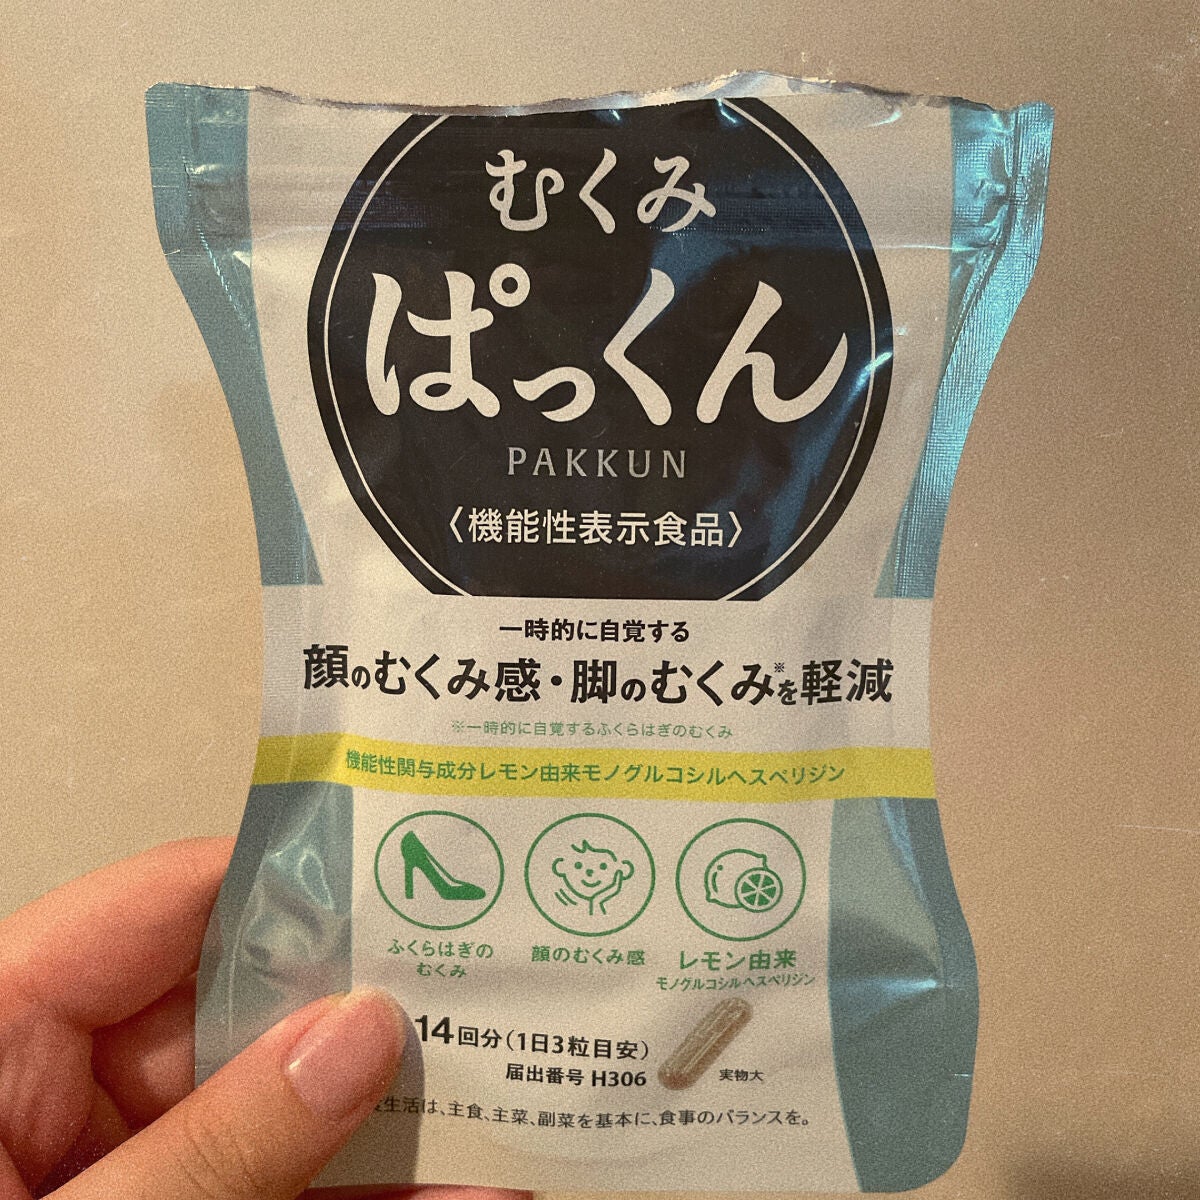 むくみ
ぱっくん
PAKKUN
〈機能性表示食品〉
一時的に自覚する
顔のむくみ感・脚のむくみ※を軽減
※一時的に自覚するふくらはぎのむくみ
機能性関与成分レモン由来モノグルコシルヘスペリジン
ふくらはぎの
むくみ
顔のむくみ感
レモン由来
モノグルコシルヘスペリジン
14回分(1日3粒目安)
届出番号 H306
実物大
生活は、主食、主菜、副菜を基本に、食事のバランスを。